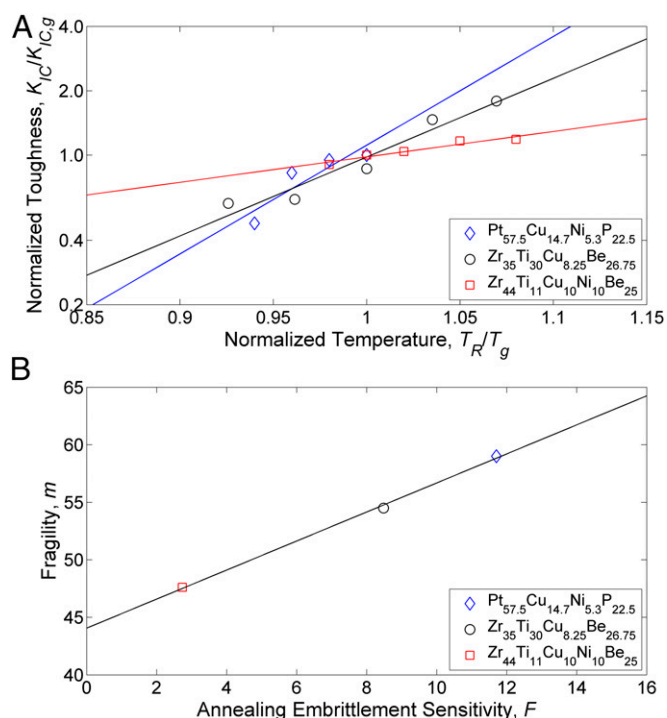 A
4.0
2.0
1.0
0.4
0.2
Normalized Toughness, K_IC/K_IC,g
0.85 0.9 0.95 1 1.05 1.1 1.15
Normalized Temperature, T_R/T_g
Pt57.5Cu14.7Ni5.3P22.5
Zr35Ti30Cu8.25Be26.75
Zr44Ti11Cu10Ni10Be25
B
65
60
55
50
45
40
Fragility, m
0 2 4 6 8 10 12 14 16
Annealing Embrittlement Sensitivity, F
Pt57.5Cu14.7Ni5.3P22.5
Zr35Ti30Cu8.25Be26.75
Zr44Ti11Cu10Ni10Be25